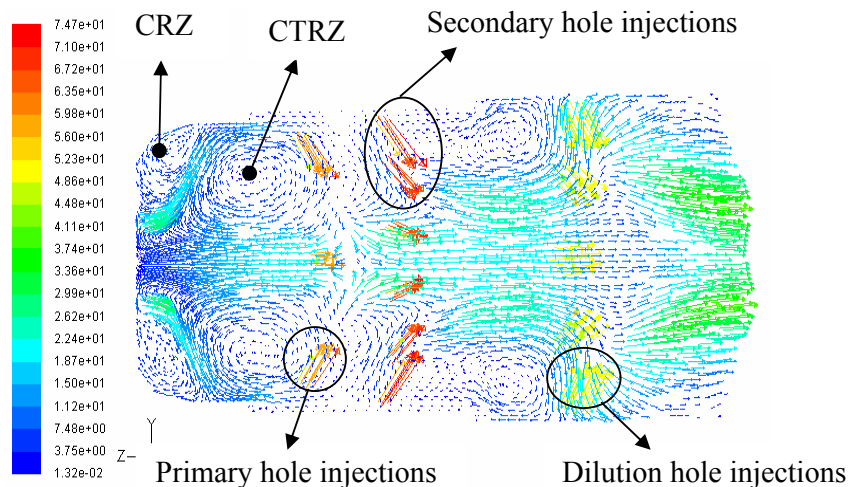 CRZ
CTRZ
Secondary hole injections
7.47e+01
7.10e+01
6.72e+01
6.35e+01
5.98e+01
5.60e+01
5.23e+01
4.86e+01
4.48e+01
4.11e+01
3.74e+01
3.36e+01
2.99e+01
2.62e+01
2.24e+01
1.87e+01
1.50e+01
1.12e+01
7.48e+00
3.75e+00
1.32e-02
Y
Z
Primary hole injections
Dilution hole injections